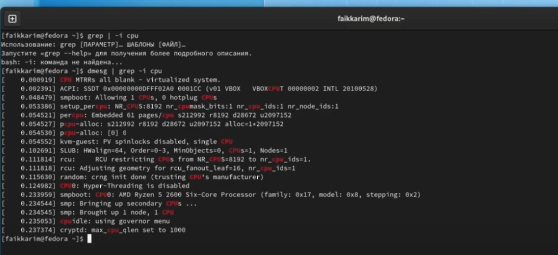 faikkarim@fedora:~
[faikkarim@fedora ~]$ grep | -i cpu
Использование: grep [ПАРАМЕТР]… ШАБЛОНЫ [ФАЙЛ]…
Запустите «grep --help» для получения более подробного описания.
bash: -i: команда не найдена...
[faikkarim@fedora ~]$ dmesg | grep -i cpu
[    0.000919] CPU MTRRs all blank - virtualized system.
[    0.002391] ACPI: SSDT 0x00000000DFFF02A0 0001CC (v01 VBOX   VBOXCPUT 00000002 INTL 20100528)
[    0.048479] smpboot: Allowing 1 CPUs, 0 hotplug CPUs
[    0.053386] setup_percpu: NR_CPUS:8192 nr_cpumask_bits:1 nr_cpu_ids:1 nr_node_ids:1
[    0.054521] percpu: Embedded 61 pages/cpu s212992 r8192 d28672 u2097152
[    0.054527] pcpu-alloc: s212992 r8192 d28672 u2097152 alloc=1*2097152
[    0.054530] pcpu-alloc: [0] 0
[    0.054552] kvm-guest: PV spinlocks disabled, single CPU
[    0.102691] SLUB: HWalign=64, Order=0-3, MinObjects=0, CPUs=1, Nodes=1
[    0.111814] rcu:     RCU restricting CPUs from NR_CPUS=8192 to nr_cpu_ids=1.
[    0.111818] rcu: Adjusting geometry for rcu_fanout_leaf=16, nr_cpu_ids=1
[    0.115630] random: crng init done (trusting CPU's manufacturer)
[    0.124982] CPU0: Hyper-Threading is disabled
[    0.233959] smpboot: CPU0: AMD Ryzen 5 2600 Six-Core Processor (family: 0x17, model: 0x8, stepping: 0x2)
[    0.234544] smp: Bringing up secondary CPUs ...
[    0.234545] smp: Brought up 1 node, 1 CPU
[    0.235053] cpuidle: using governor menu
[    0.237374] cryptd: max_cpu_qlen set to 1000
[faikkarim@fedora ~]$